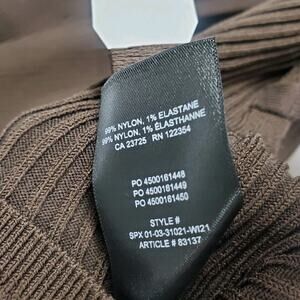 99% NYLON, 1% ELASTANE
99% NYLON, 1% ÉLASTHANNE
CA 23725 RN 122354
PO 4500161448
PO 4500161449
PO 4500161450
STYLE #
SPX 01-03-31021-WI21
ARTICLE # 83137